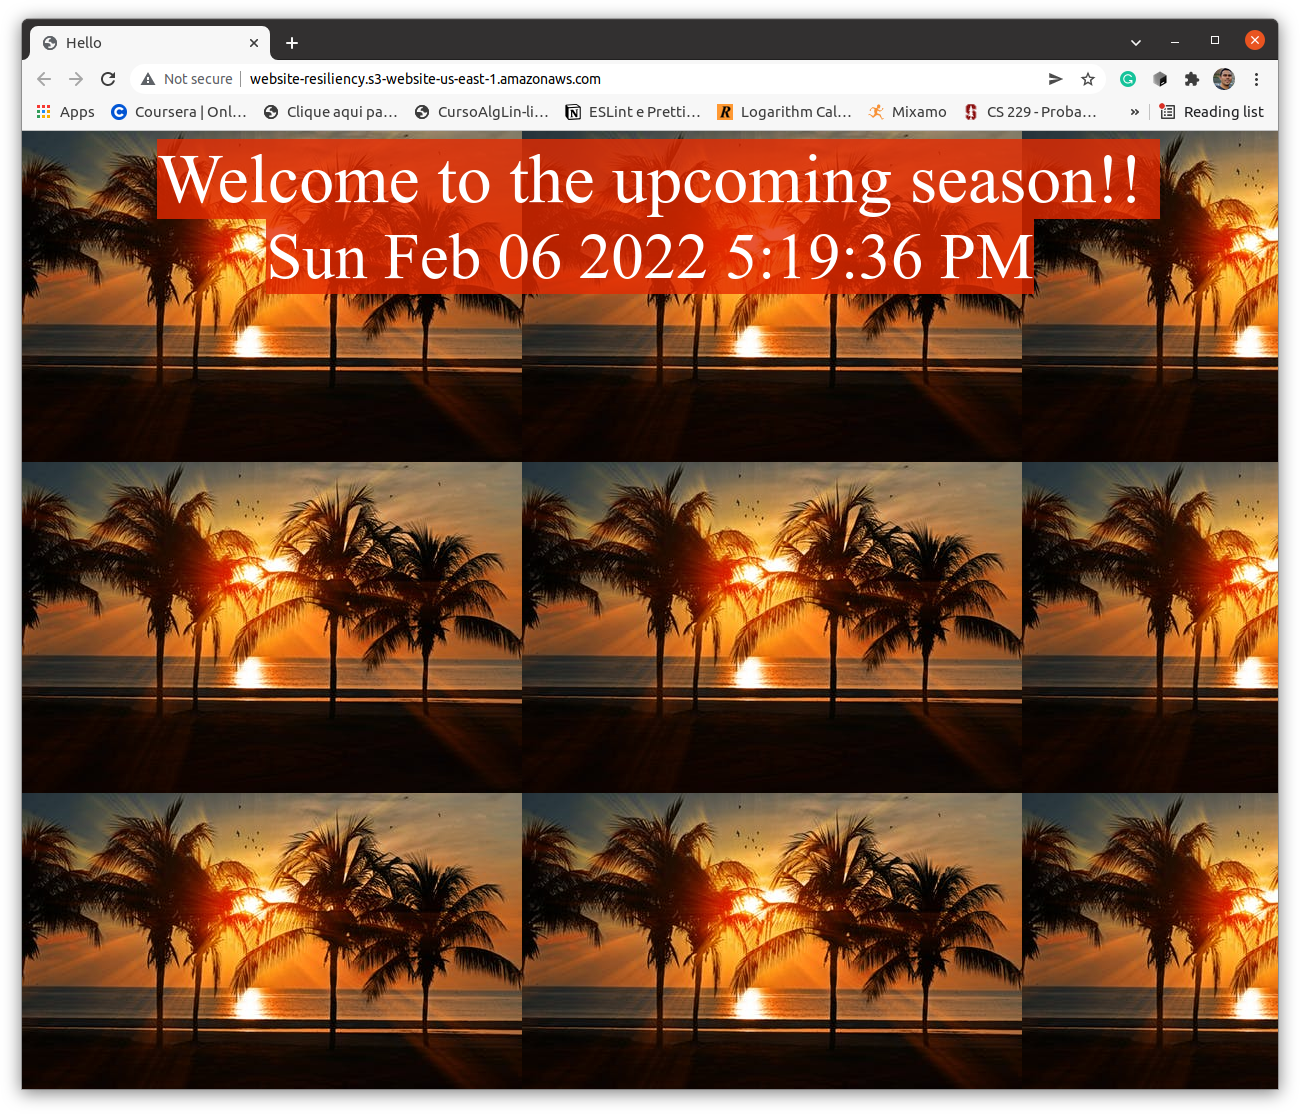 Hello
Not secure website-resiliency.s3-website-us-east-1.amazonaws.com
Apps Coursera | Onl... Clique aqui pa... CursoAlgLin-li... ESLint e Pretti... Logarithm Cal... Mixamo CS 229 - Proba... » Reading list
Welcome to the upcoming season!!
Sun Feb 06 2022 5:19:36 PM